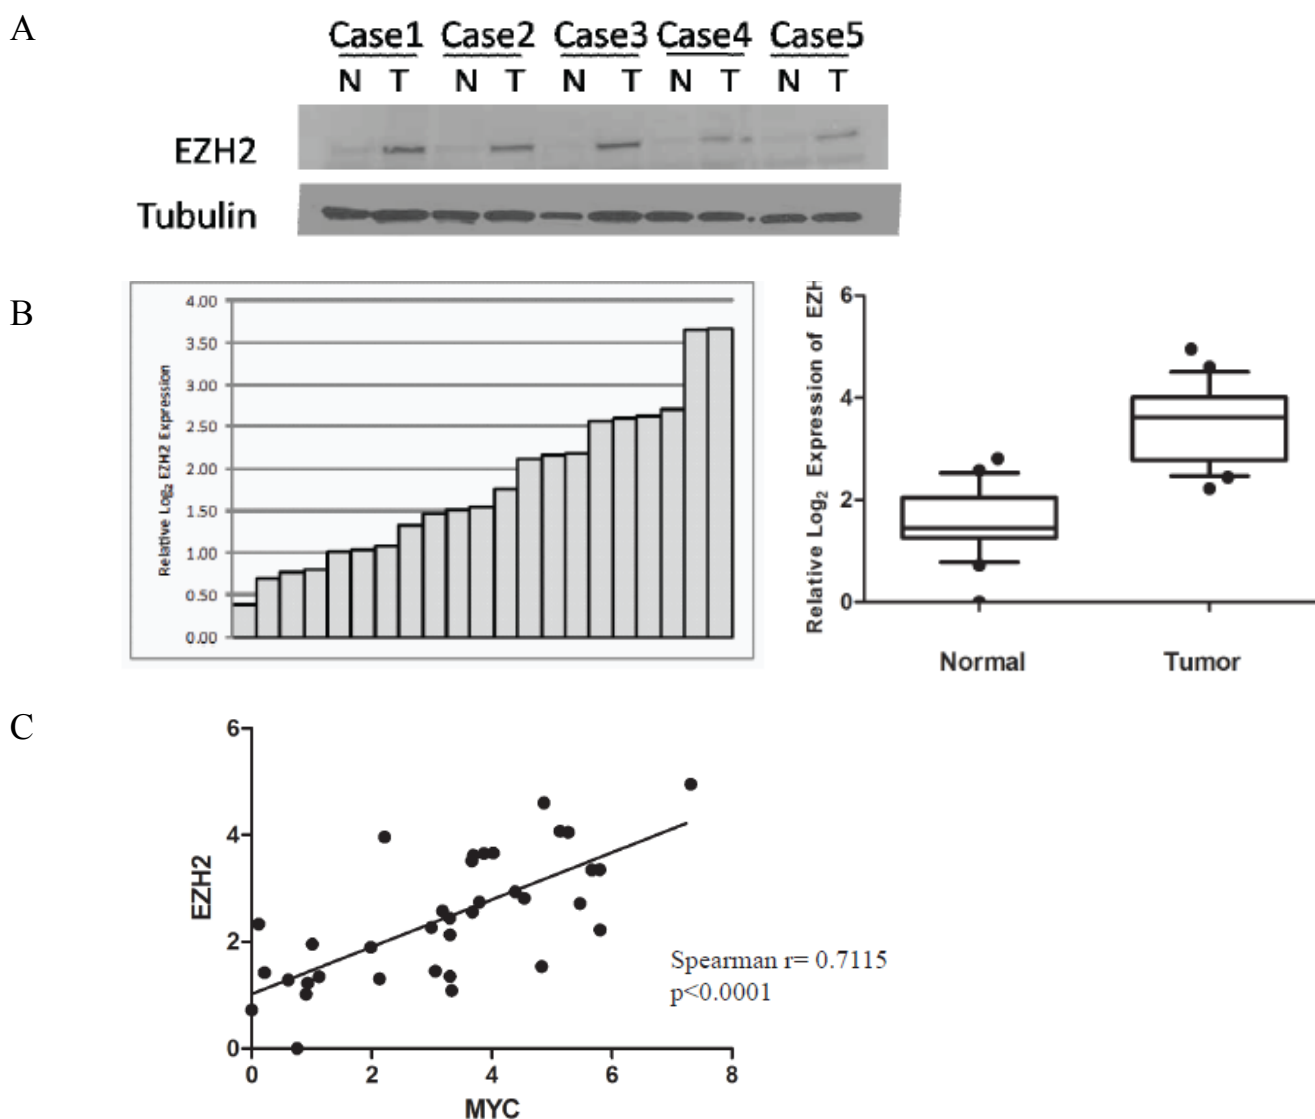 A
Case1 Case2 Case3 Case4 Case5
N T N T N T N T N T
EZH2
Tubulin
B
Relative Log2 EZH2 Expression
4.00
3.50
3.00
2.50
2.00
1.50
1.00
0.50
0.00
Relative Log2 Expression of EZH
6
4
2
0
Normal Tumor
C
EZH2
6
4
2
0
0 2 4 6 8
MYC
Spearman r= 0.7115
p<0.0001